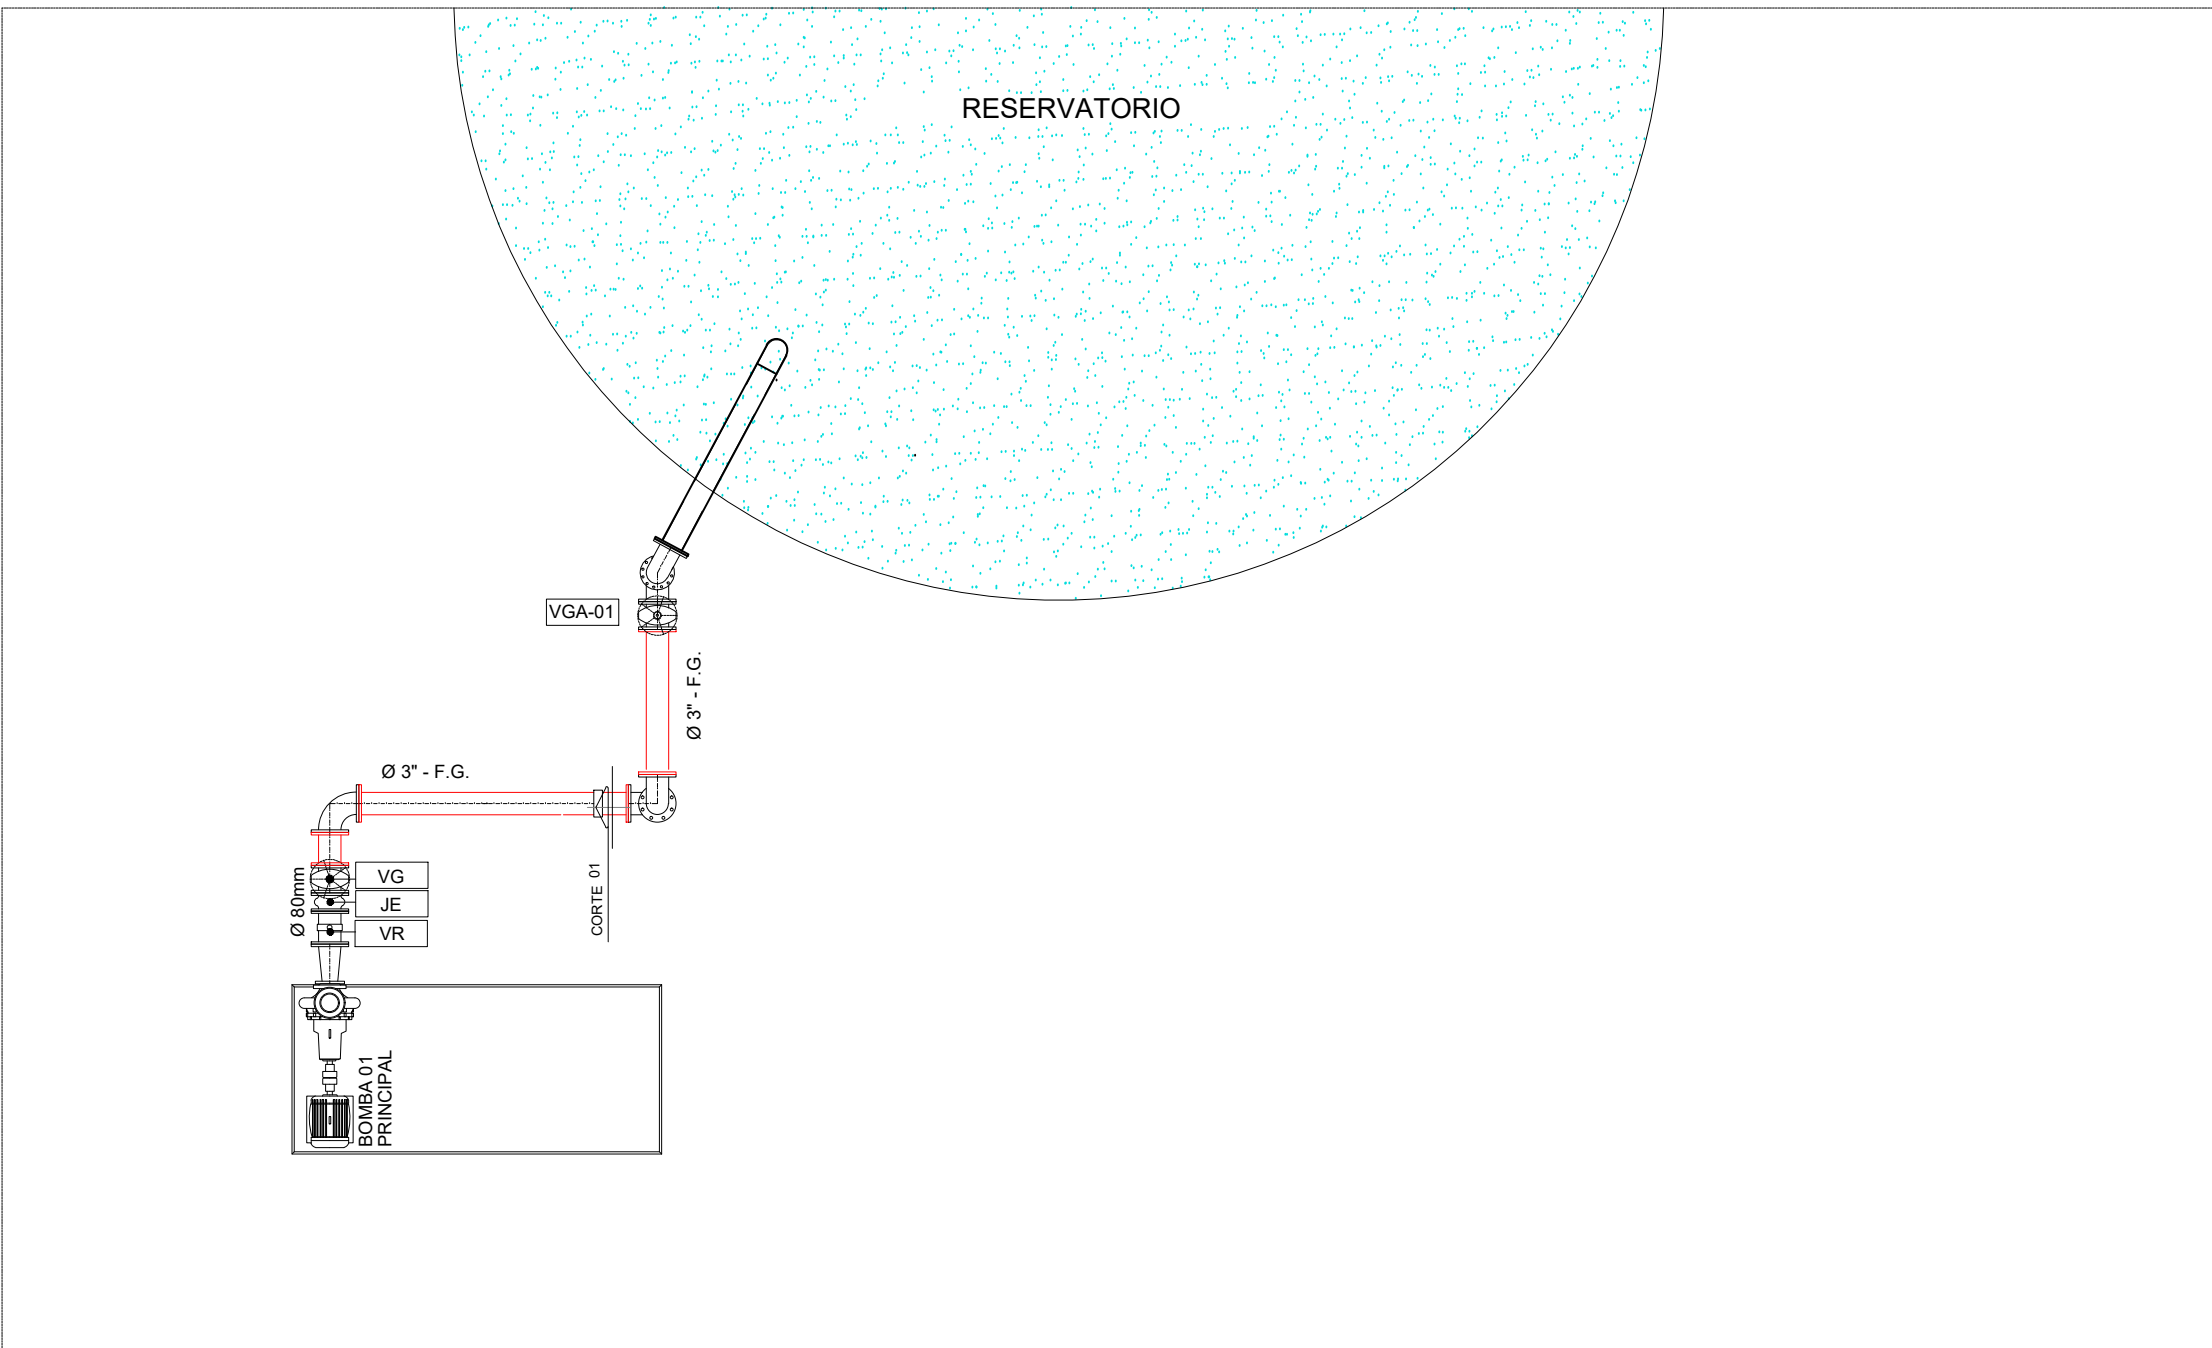 RESERVATORIO
VGA-01
Ø 3" - F.G.
Ø 3" - F.G.
Ø 80mm
VG
JE
VR
CORTE 01
BOMBA 01
PRINCIPAL